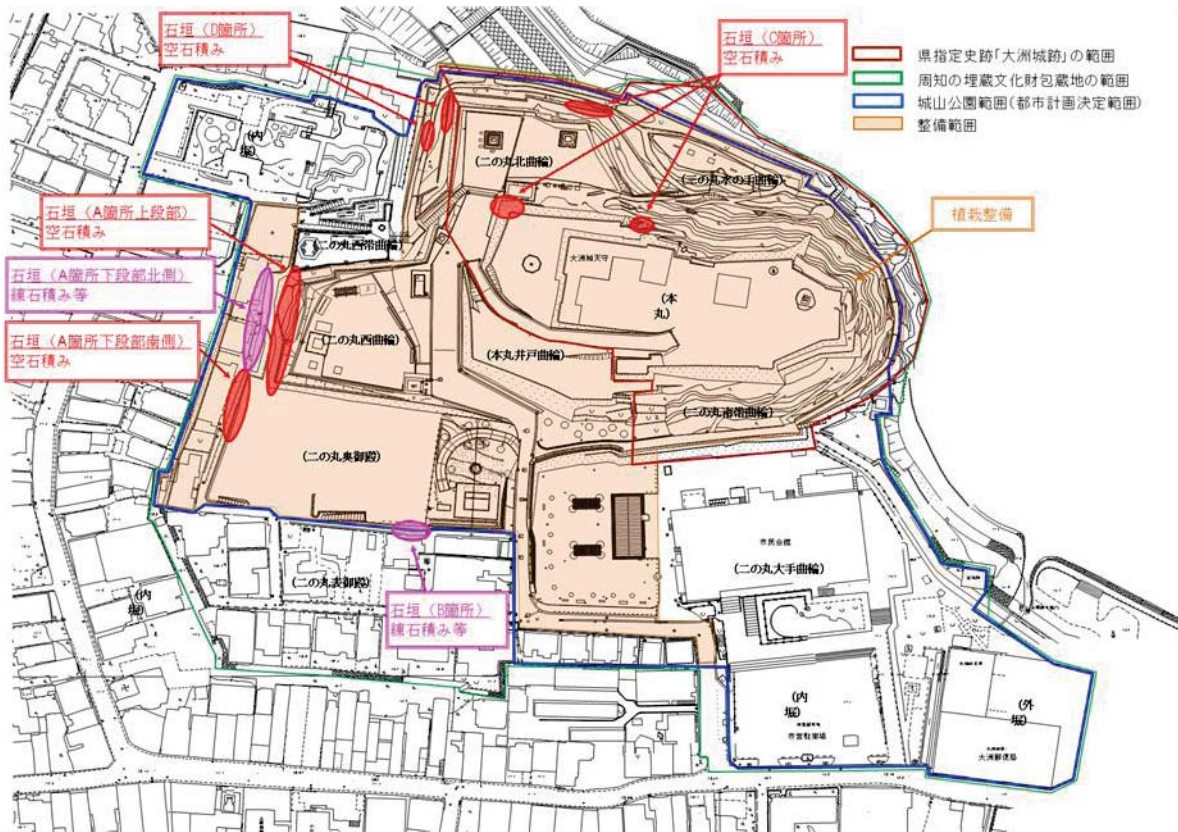 石垣（D箇所）
空石積み
石垣（C箇所）
空石積み
県指定史跡「大洲城跡」の範囲
周知の埋蔵文化財包蔵地の範囲
城山公園範囲（都市計画決定範囲）
整備範囲
（内堀）
（二の丸北曲輪）
（三の丸水の手曲輪）
植栽整備
石垣（A箇所上段部）
空石積み
（二の丸西帯曲輪）
石垣（A箇所下段部北側）
練石積み等
大洲城天守
（本丸）
石垣（A箇所下段部南側）
空石積み
（二の丸西曲輪）
（本丸井戸曲輪）
（二の丸南帯曲輪）
（二の丸奥御殿）
市民会館
（二の丸大手曲輪）
（二の丸表御殿）
（内堀）
石垣（B箇所）
練石積み等
（内堀）
市営駐車場
（外堀）
大洲郵便局